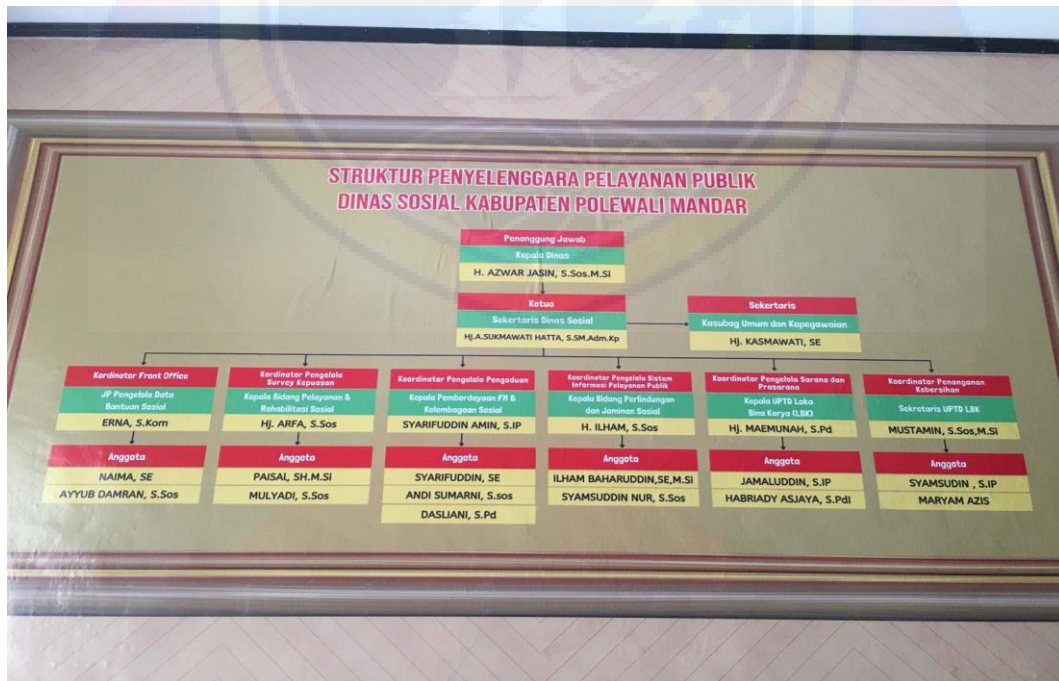 STRUKTUR PENYELENGGARA PELAYANAN PUBLIK
DINAS SOSIAL KABUPATEN POLEWALI MANDAR
Penanggung Jawab
Kepala Dinas
H. AZWAR JASIN, S.Sos.M.Si
Ketua
Sekertaris Dinas Sosial
Hj.A.SUKMAWATI HATTA, S.SM.Adm.Kp
Sekertaris
Kasubag Umum dan Kepegawaian
Hj. KASMAWATI, SE
Kordinator Front Office
JP Pengelola Data
Bantuan Sosial
ERNA, S.Kom
Anggota
NAIMA, SE
AYYUB DAMRAN, S.Sos
Kordinator Pengelola
Survey Kepuasan
Kepala Bidang Pelayanan &
Rehabilitasi Sosial
Hj. ARFA, S.Sos
Anggota
PAISAL, SH.M.Si
MULYADI, S.Sos
Koordinator Pengelola Pengaduan
Kepala Pemberdayaan FM &
Kelembagaan Sosial
SYARIFUDDIN AMIN, S.IP
Anggota
SYARIFUDDIN, SE
ANDI SUMARNI, S.sos
DASLIANI, S.Pd
Koordinator Pengelola Sistem
Informasi Pelayanan Publik
Kepala Bidang Perlindungan
dan Jaminan Sosial
H. ILHAM, S.Sos
Anggota
ILHAM BAHARUDDIN,SE,M.Si
SYAMSUDDIN NUR, S.Sos
Koordinator Pengelola Sarana dan
Prasarana
Kepala UPTD Loka
Bina Karya (LBK)
Hj. MAEMUNAH, S.Pd
Anggota
JAMALUDDIN, S.IP
HABRIADY ASJAYA, S.PdI
Koordinator Penanganan
Kebersihan
Sekretaris UPTD LBK
MUSTAMIN, S.Sos,M.Si
Anggota
SYAMSUDIN , S.IP
MARYAM AZIS